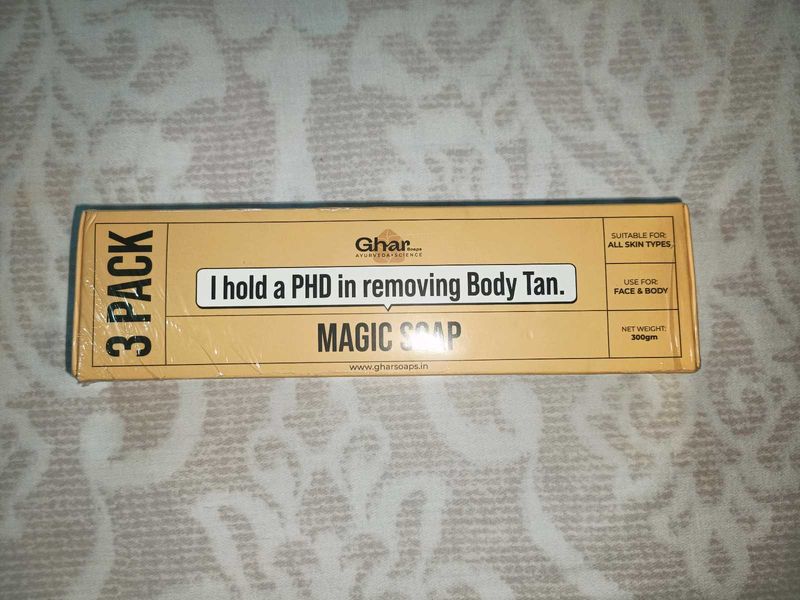 3 PACK
Ghar
Soaps
AYURVEDA+SCIENCE
I hold a PHD in removing Body Tan.
MAGIC SOAP
www.gharsoaps.in
SUITABLE FOR:
ALL SKIN TYPES
USE FOR:
FACE & BODY
NET WEIGHT:
300gm